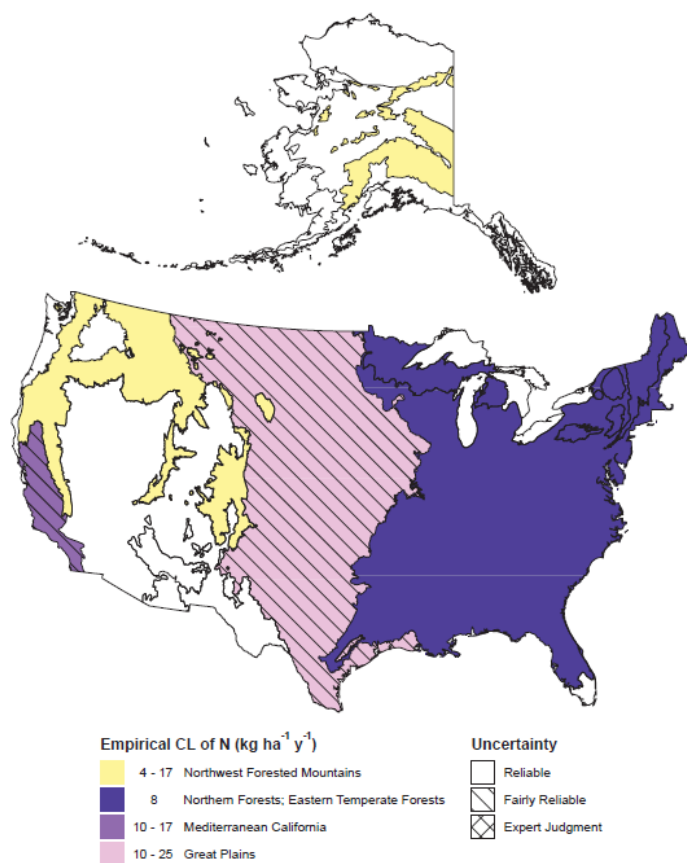 Empirical CL of N (kg ha⁻¹ y⁻¹)
4 - 17 Northwest Forested Mountains
8 Northern Forests; Eastern Temperate Forests
10 - 17 Mediterranean California
10 - 25 Great Plains
Uncertainty
Reliable
Fairly Reliable
Expert Judgment